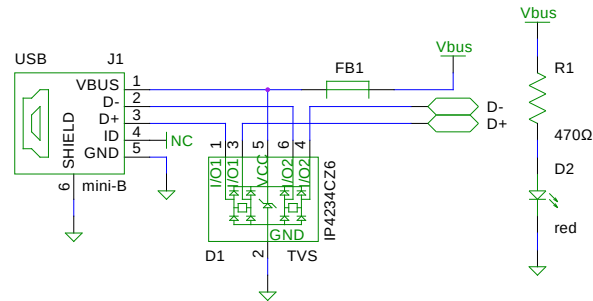 Vbus
USB
J1
Vbus
FB1
R1
VBUS
1
D-
2
D-
D+
3
D+
ID
4
NC
470Ω
GND
5
SHIELD
1
3
5
6
4
I/O1
I/O1
VCC
I/O2
I/O2
D2
6
mini-B
IP4234CZ6
red
GND
D1
2
TVS